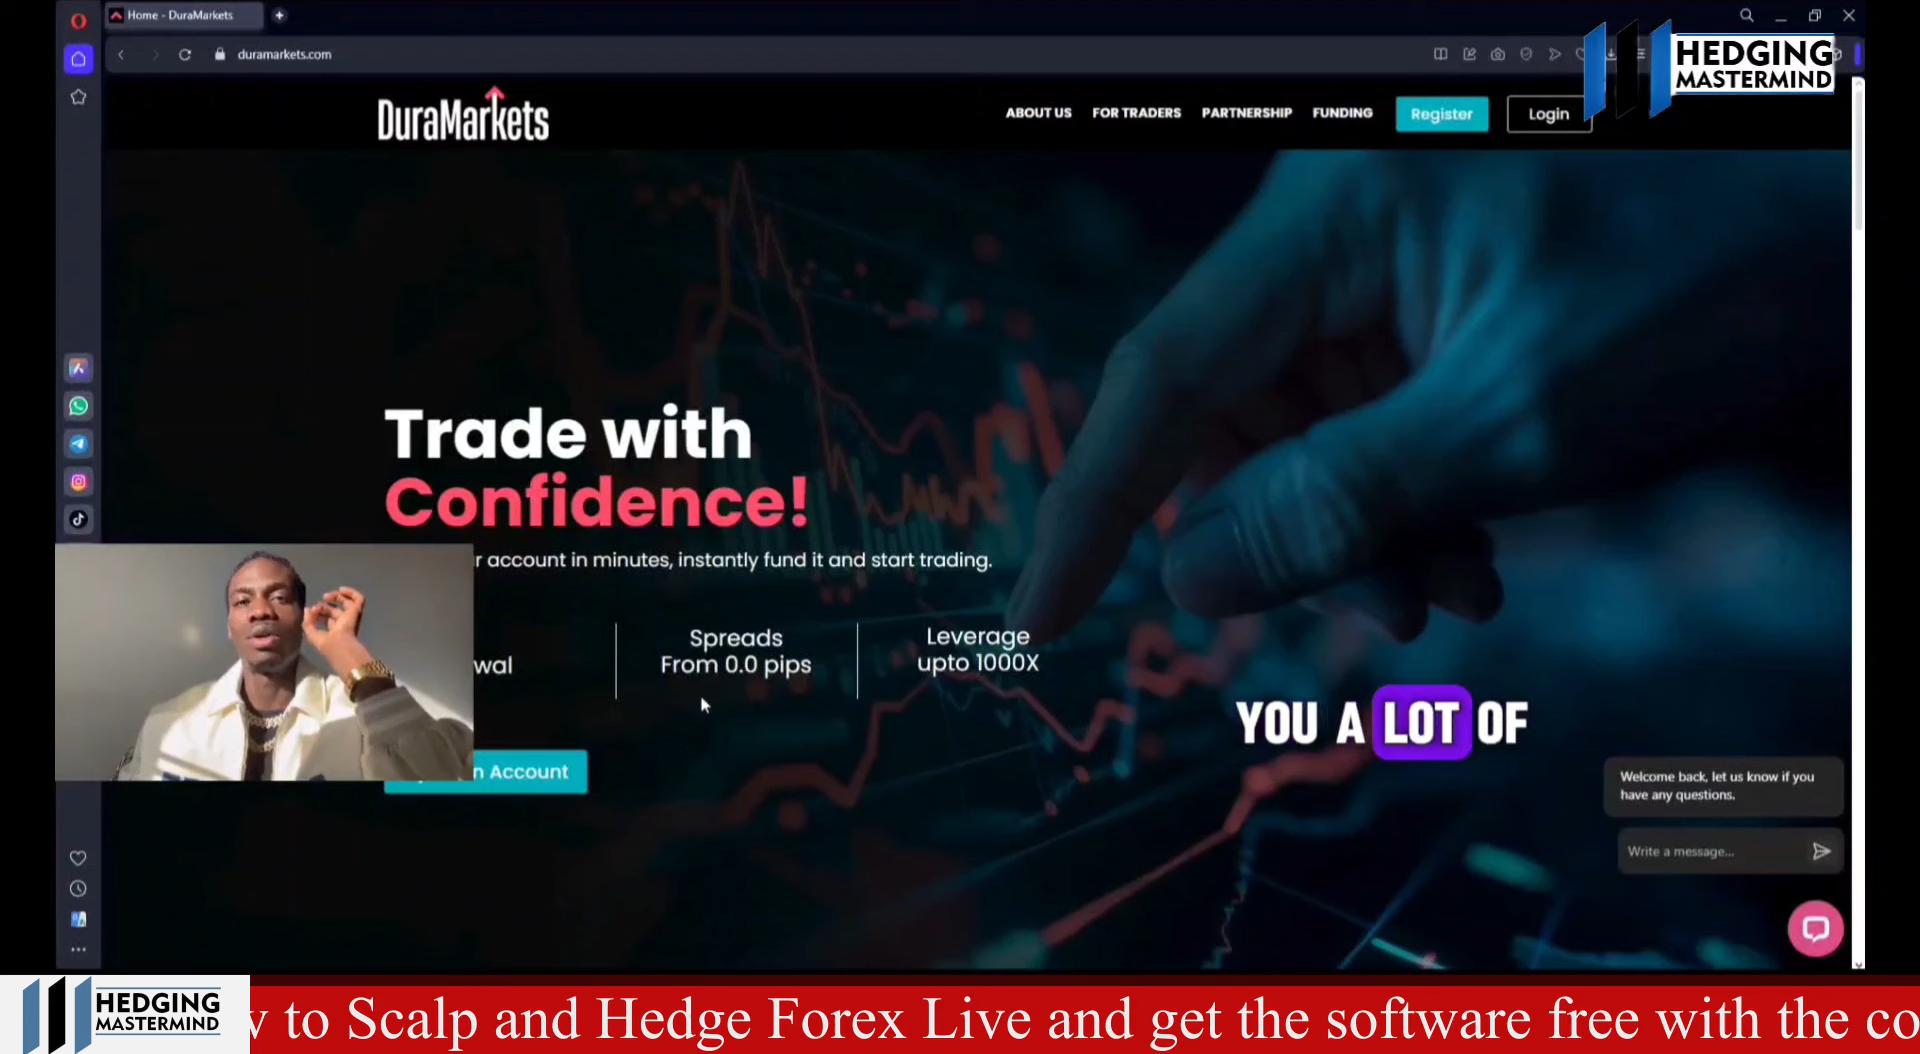 Home - DuraMarkets
duramarkets.com
HEDGING
MASTERMIND
DuraMarkets
ABOUT US FOR TRADERS PARTNERSHIP FUNDING Register Login
Trade with
Confidence!
r account in minutes, instantly fund it and start trading.
wal
Spreads
From 0.0 pips
Leverage
upto 1000X
n Account
YOU A LOT OF
Welcome back, let us know if you
have any questions.
Write a message...
HEDGING
MASTERMIND
to Scalp and Hedge Forex Live and get the software free with the co